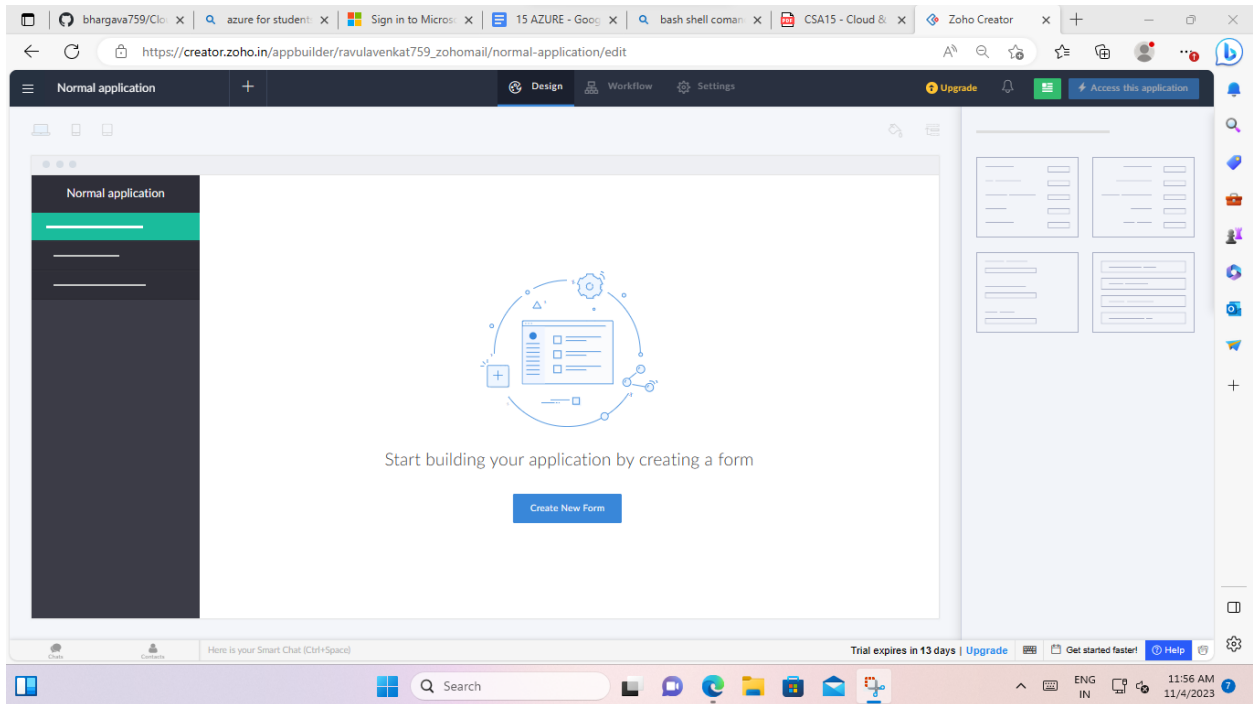 bhargava759/Clo
azure for student
Sign in to Micros
15 AZURE - Goog
bash shell coman
CSA15 - Cloud &
Zoho Creator
https://creator.zoho.in/appbuilder/ravulavenkat759_zohomail/normal-application/edit
Normal application
Design
Workflow
Settings
Upgrade
Access this application
Normal application
Start building your application by creating a form
Create New Form
Chats
Contacts
Here is your Smart Chat (Ctrl+Space)
Trial expires in 13 days | Upgrade
Get started faster!
Help
Search
ENG
IN
11:56 AM
11/4/2023
7